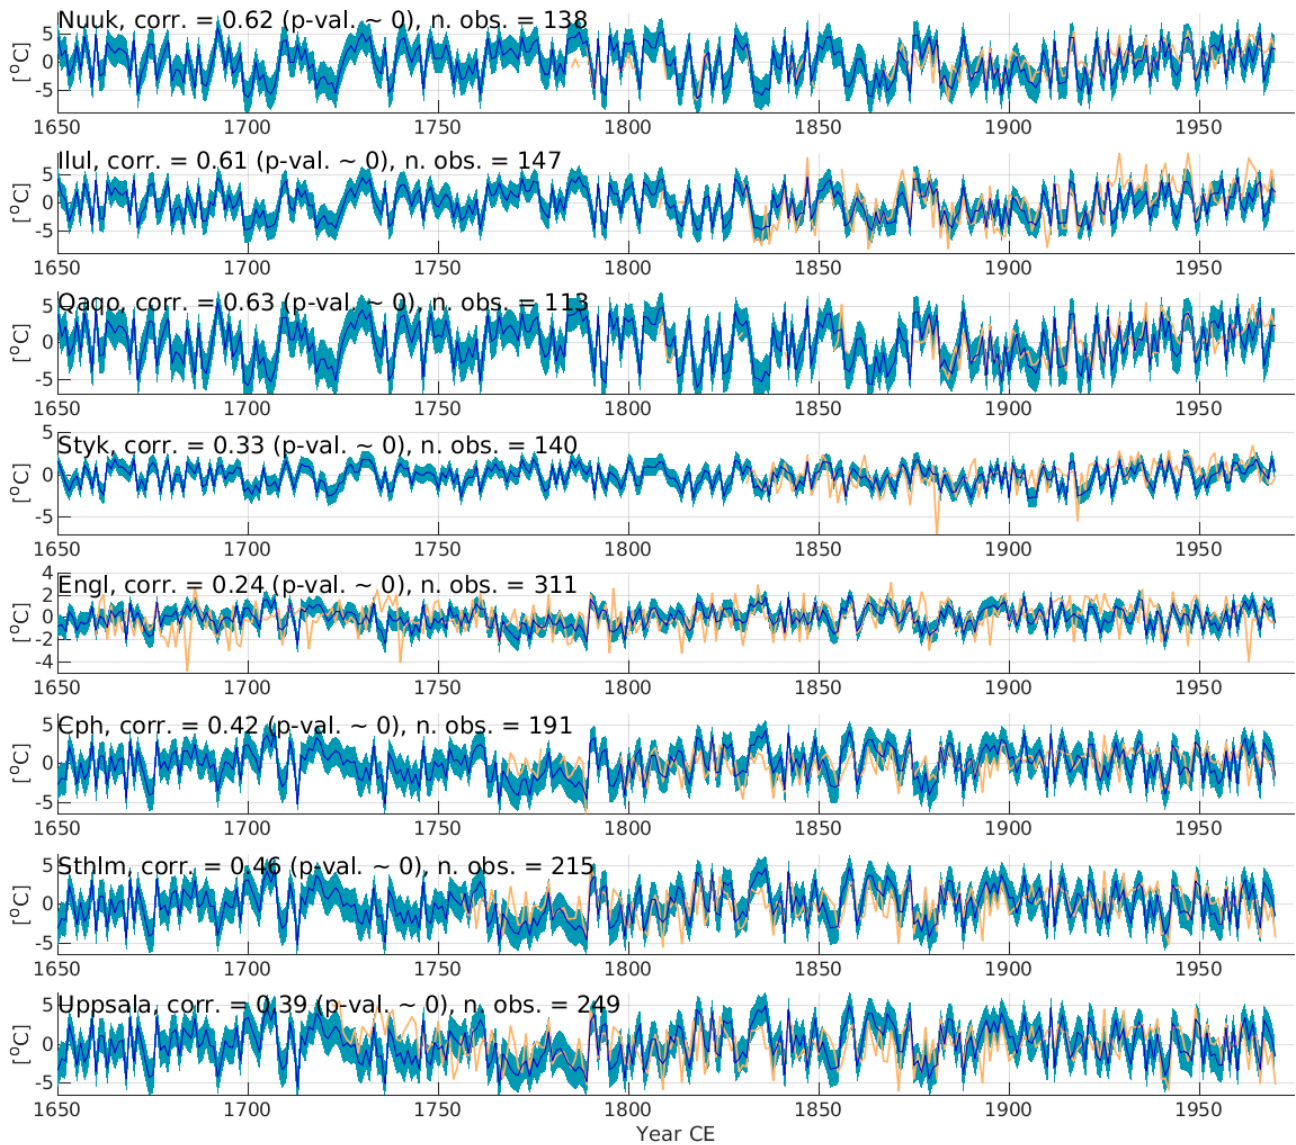 Nuuk, corr. = 0.62 (p-val. ~ 0), n. obs. = 138
5
0
-5
[°C]
1650 1700 1750 1800 1850 1900 1950
Ilul, corr. = 0.61 (p-val. ~ 0), n. obs. = 147
5
0
-5
[°C]
1650 1700 1750 1800 1850 1900 1950
Qaqo, corr. = 0.63 (p-val. ~ 0), n. obs. = 113
5
0
-5
[°C]
1650 1700 1750 1800 1850 1900 1950
Styk, corr. = 0.33 (p-val. ~ 0), n. obs. = 140
5
0
-5
[°C]
1650 1700 1750 1800 1850 1900 1950
Engl, corr. = 0.24 (p-val. ~ 0), n. obs. = 311
4
2
0
-2
-4
[°C]
1650 1700 1750 1800 1850 1900 1950
Cph, corr. = 0.42 (p-val. ~ 0), n. obs. = 191
5
0
-5
[°C]
1650 1700 1750 1800 1850 1900 1950
Sthlm, corr. = 0.46 (p-val. ~ 0), n. obs. = 215
5
0
-5
[°C]
1650 1700 1750 1800 1850 1900 1950
Uppsala, corr. = 0.39 (p-val. ~ 0), n. obs. = 249
5
0
-5
[°C]
1650 1700 1750 1800 1850 1900 1950
Year CE